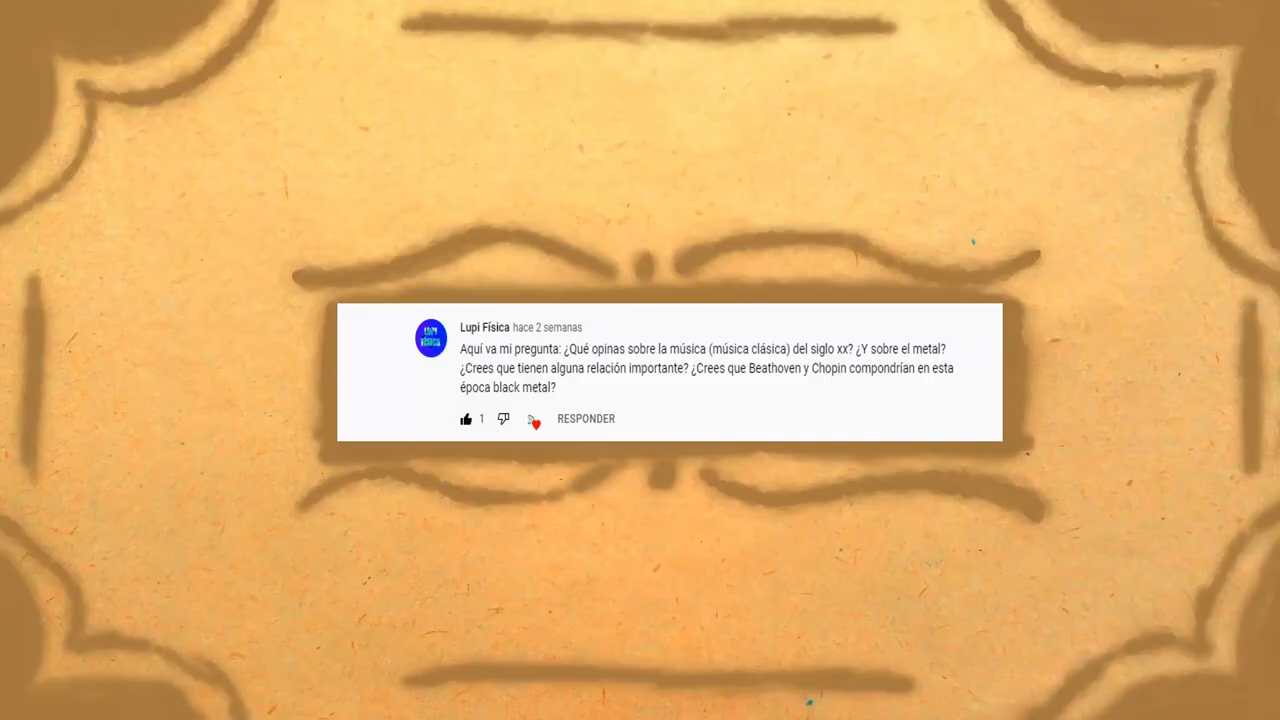 LUPI
FÍSICA
Lupi Física hace 2 semanas
Aquí va mi pregunta: ¿Qué opinas sobre la música (música clásica) del siglo xx? ¿Y sobre el metal?
¿Crees que tienen alguna relación importante? ¿Crees que Beathoven y Chopin compondrían en esta
época black metal?
1 RESPONDER